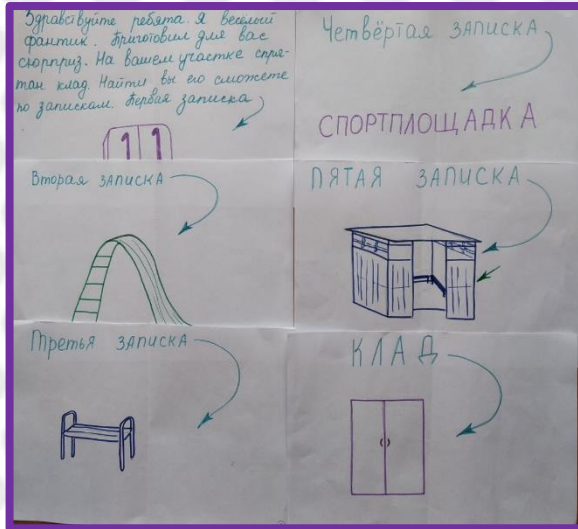 Здравствуйте ребята. Я веселый
фантик. Приготовил для вас
сюрприз. На вашем участке спря-
тан клад. Найти вы его сможете
по запискам. Первая записка
11
Вторая записка
Третья записка
Четвёртая записка
СПОРТПЛОЩАДКА
ПЯТАЯ ЗАПИСКА
КЛАД